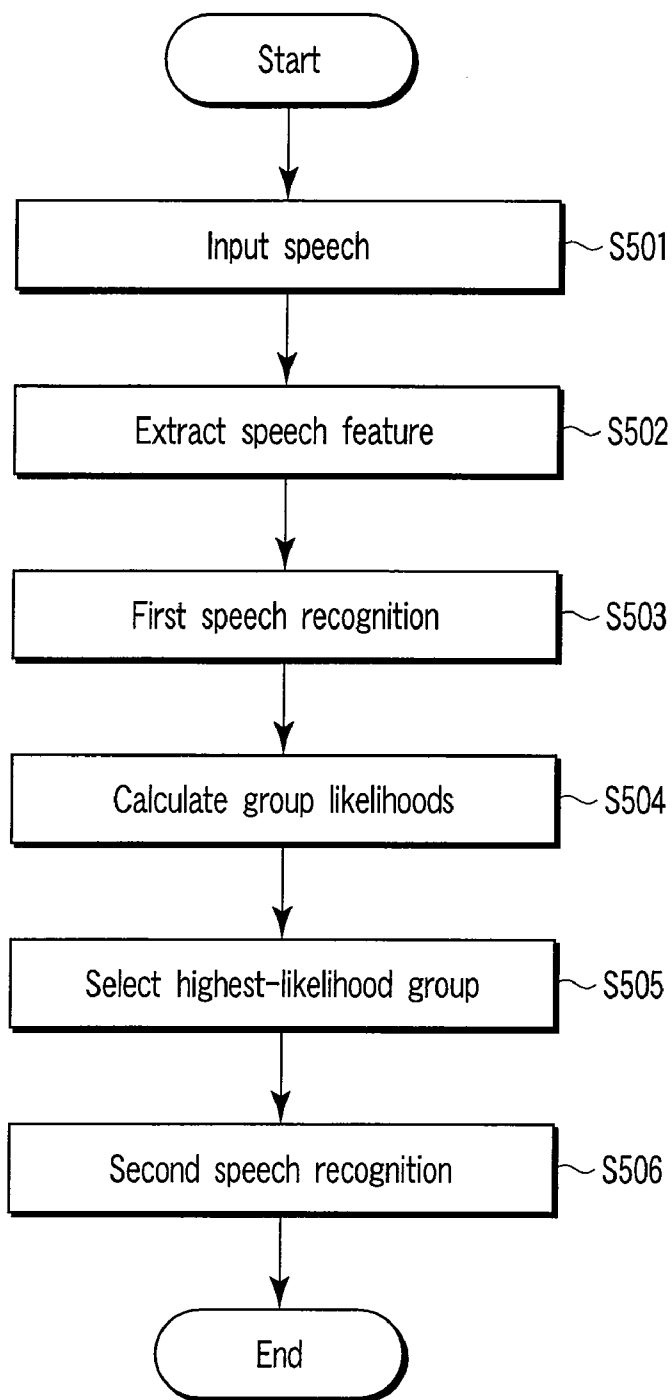 Start
Input speech S501
Extract speech feature S502
First speech recognition S503
Calculate group likelihoods S504
Select highest-likelihood group S505
Second speech recognition S506
End